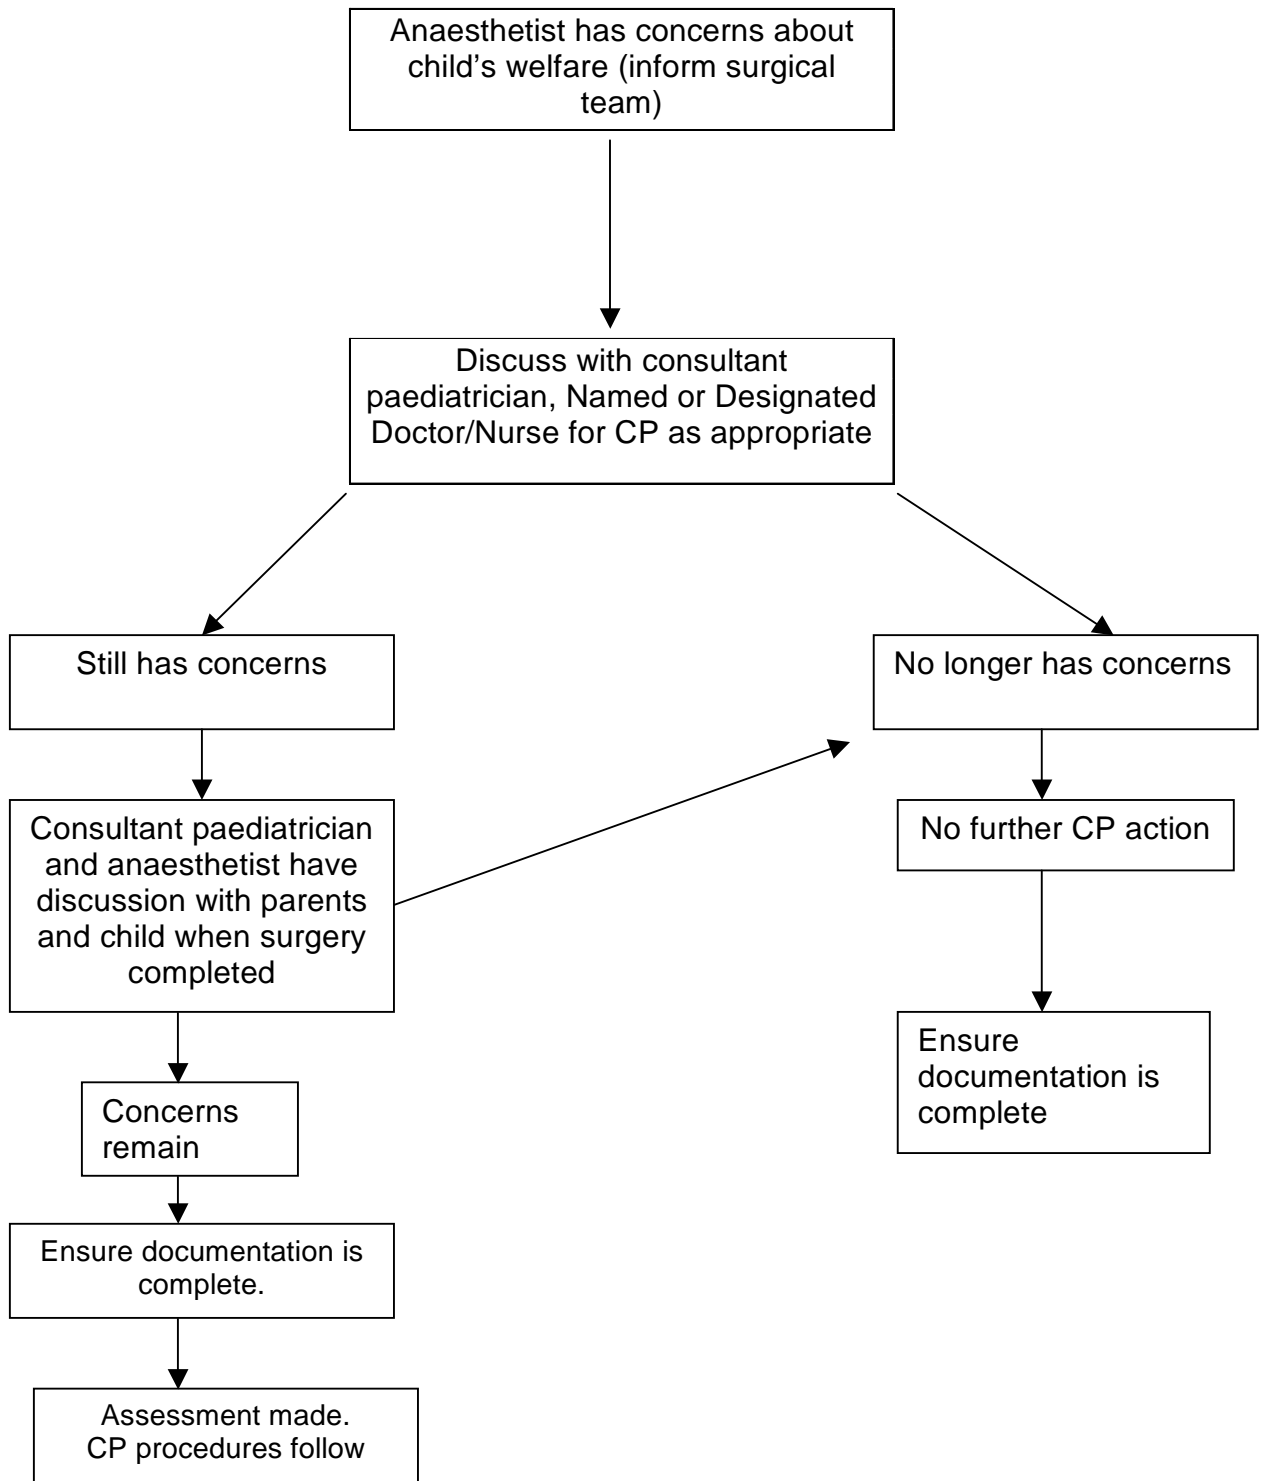 Anaesthetist has concerns about
child’s welfare (inform surgical
team)
Discuss with consultant
paediatrician, Named or Designated
Doctor/Nurse for CP as appropriate
Still has concerns
No longer has concerns
Consultant paediatrician
and anaesthetist have
discussion with parents
and child when surgery
completed
No further CP action
Ensure
documentation is
complete
Concerns
remain
Ensure documentation is
complete.
Assessment made.
CP procedures follow